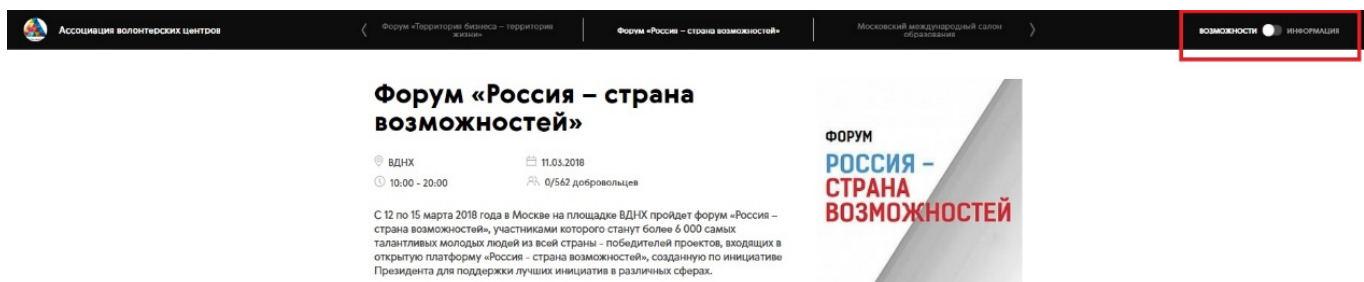 Ассоциация волонтерских центров
Форум «Территория бизнеса – территория
жизни»
Форум «Россия – страна возможностей»
Московский международный салон
образования
ВОЗМОЖНОСТИ ИНФОРМАЦИЯ
Форум «Россия – страна
возможностей»
ВДНХ 11.03.2018
10:00 - 20:00 0/562 добровольцев
С 12 по 15 марта 2018 года в Москве на площадке ВДНХ пройдет форум «Россия –
страна возможностей», участниками которого станут более 6 000 самых
талантливых молодых людей из всей страны - победителей проектов, входящих в
открытую платформу «Россия - страна возможностей», созданную по инициативе
Президента для поддержки лучших инициатив в различных сферах.
ФОРУМ
РОССИЯ –
СТРАНА
ВОЗМОЖНОСТЕЙ